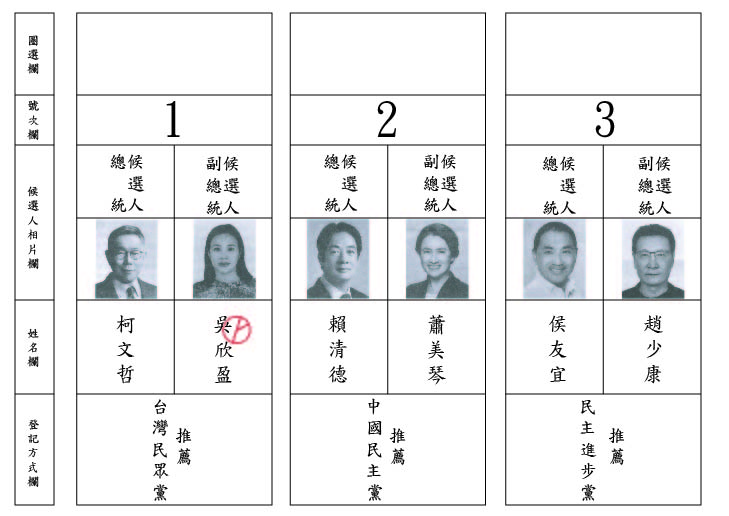 圈選欄
號次欄
1
2
3
候選人相片欄
總統候選人
副總統候選人
總統候選人
副總統候選人
總統候選人
副總統候選人
姓名欄
柯文哲
吳欣盈
賴清德
蕭美琴
侯友宜
趙少康
登記方式欄
台灣民眾黨
推薦
中國民主黨
推薦
民主進步黨
推薦